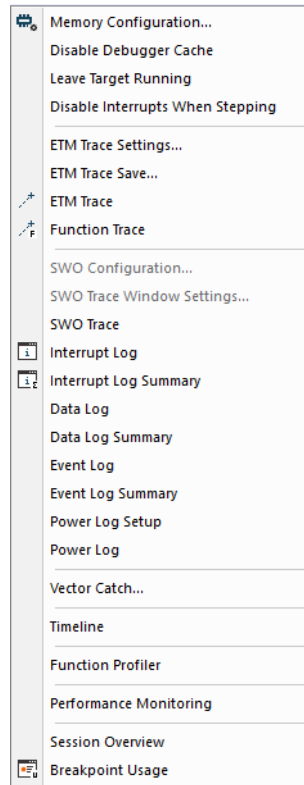 Memory Configuration...
Disable Debugger Cache
Leave Target Running
Disable Interrupts When Stepping
ETM Trace Settings...
ETM Trace Save...
ETM Trace
Function Trace
SWO Configuration...
SWO Trace Window Settings...
SWO Trace
Interrupt Log
Interrupt Log Summary
Data Log
Data Log Summary
Event Log
Event Log Summary
Power Log Setup
Power Log
Vector Catch...
Timeline
Function Profiler
Performance Monitoring
Session Overview
Breakpoint Usage